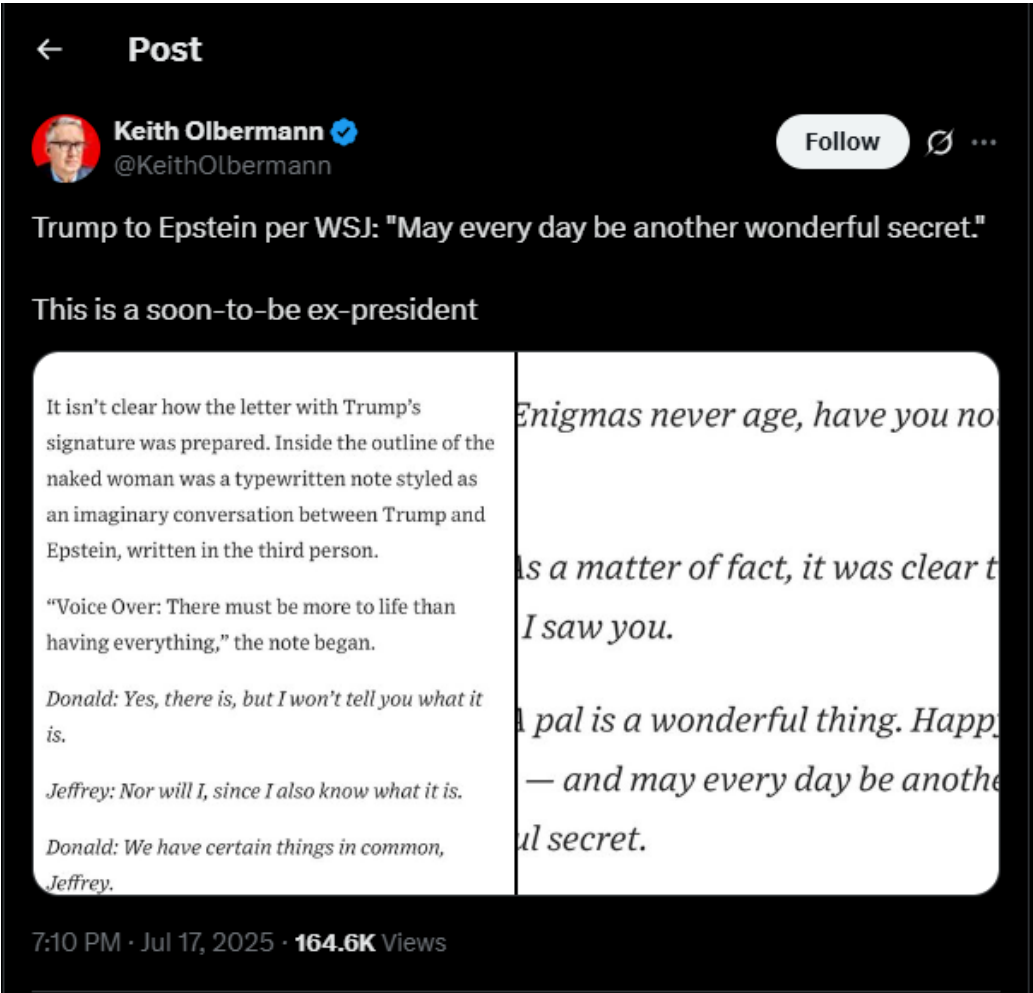 Post
Keith Olbermann
@KeithOlbermann
Follow
Trump to Epstein per WSJ: "May every day be another wonderful secret."
This is a soon-to-be ex-president
It isn’t clear how the letter with Trump’s
signature was prepared. Inside the outline of the
naked woman was a typewritten note styled as
an imaginary conversation between Trump and
Epstein, written in the third person.
“Voice Over: There must be more to life than
having everything,” the note began.
Donald: Yes, there is, but I won’t tell you what it
is.
Jeffrey: Nor will I, since I also know what it is.
Donald: We have certain things in common,
Jeffrey.
Enigmas never age, have you
As a matter of fact, it was clear
I saw you.
A pal is a wonderful thing.
— and may every day be
secret.
7:10 PM · Jul 17, 2025 · 164.6K Views